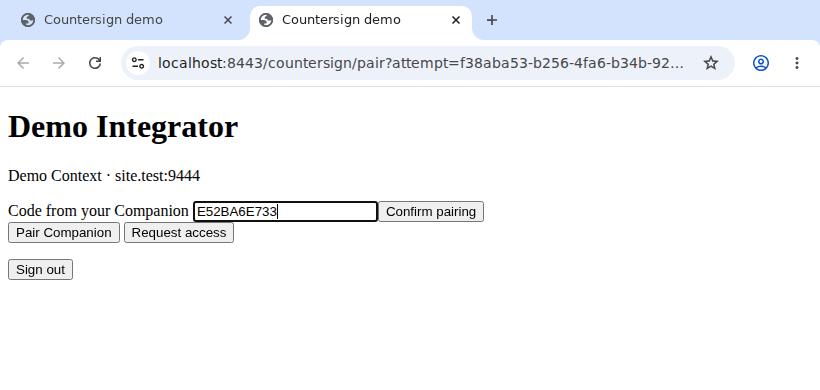 Countersign demo
Countersign demo
localhost:8443/countersign/pair?attempt=f38aba53-b256-4fa6-b34b-92...
Demo Integrator
Demo Context · site.test:9444
Code from your Companion E52BA6E733 Confirm pairing
Pair Companion Request access
Sign out